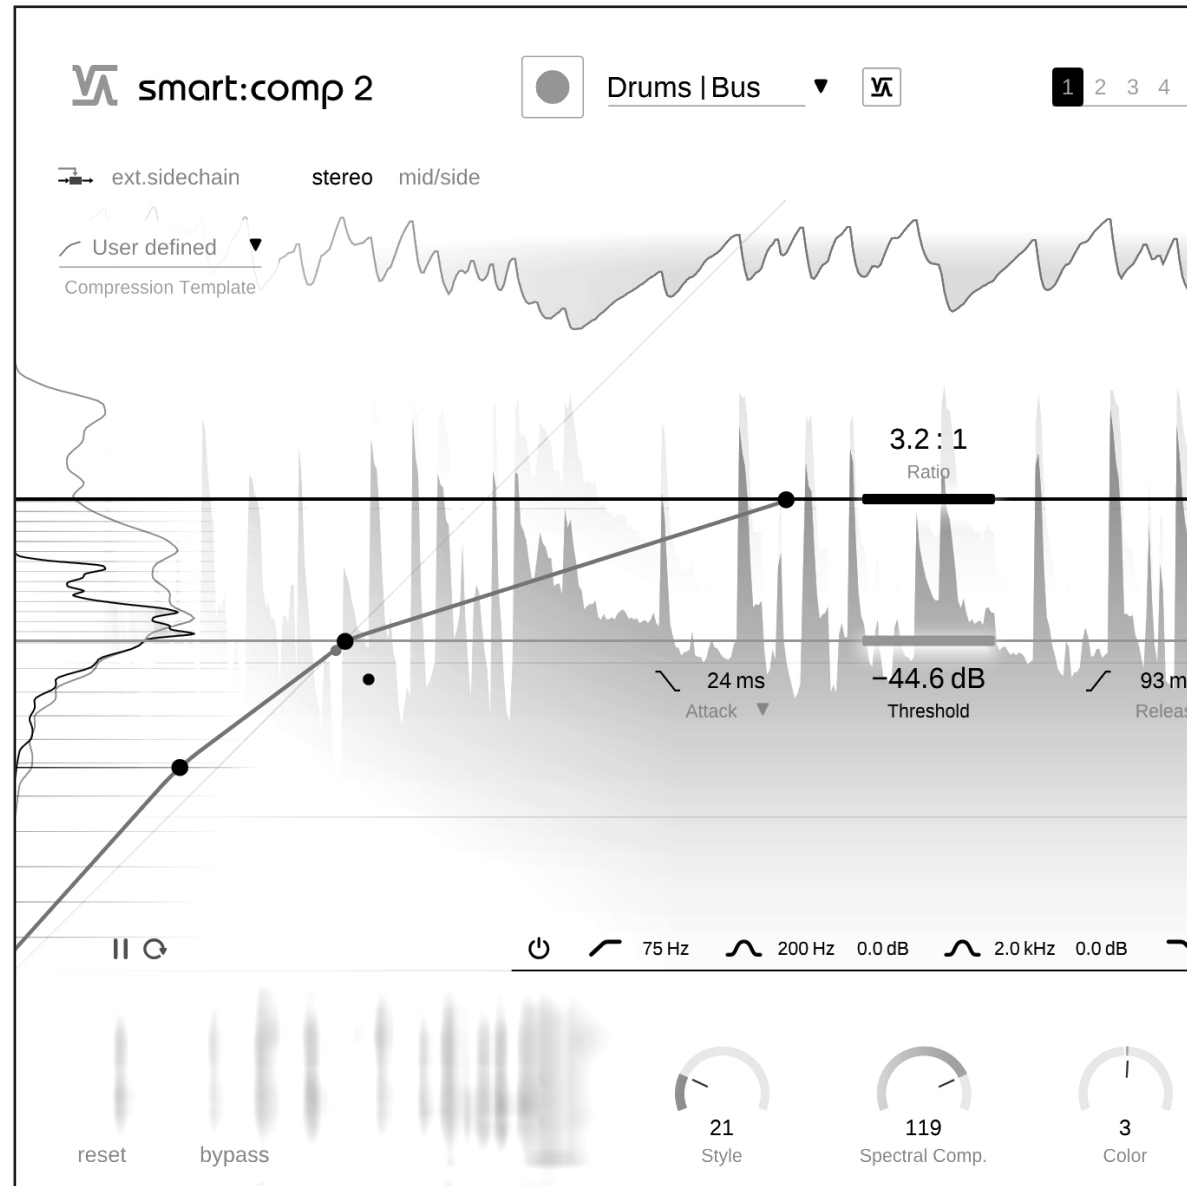 smart:comp 2
Drums | Bus
1 2 3 4
ext.sidechain stereo mid/side
User defined
Compression Template
3.2 : 1
Ratio
24 ms −44.6 dB 93 m
Attack Threshold Releas
75 Hz 200 Hz 0.0 dB 2.0 kHz 0.0 dB
21 119 3
reset bypass Style Spectral Comp. Color